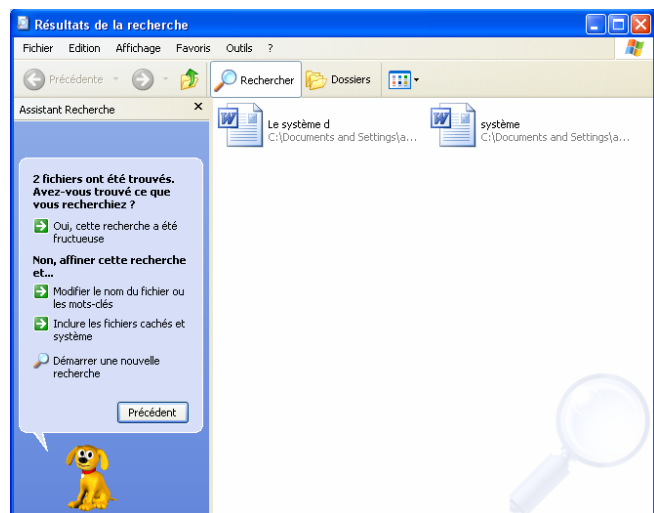 Résultats de la recherche
Fichier Edition Affichage Favoris Outils ?
Précédente Rechercher Dossiers
Assistant Recherche
2 fichiers ont été trouvés.
Avez-vous trouvé ce que
vous recherchiez ?
Oui, cette recherche a été
fructueuse
Non, affiner cette recherche
et...
Modifier le nom du fichier ou
les mots-clés
Inclure les fichiers cachés et
système
Démarrer une nouvelle
recherche
Précédent
Le système d
C:\Documents and Settings\a...
système
C:\Documents and Settings\a...